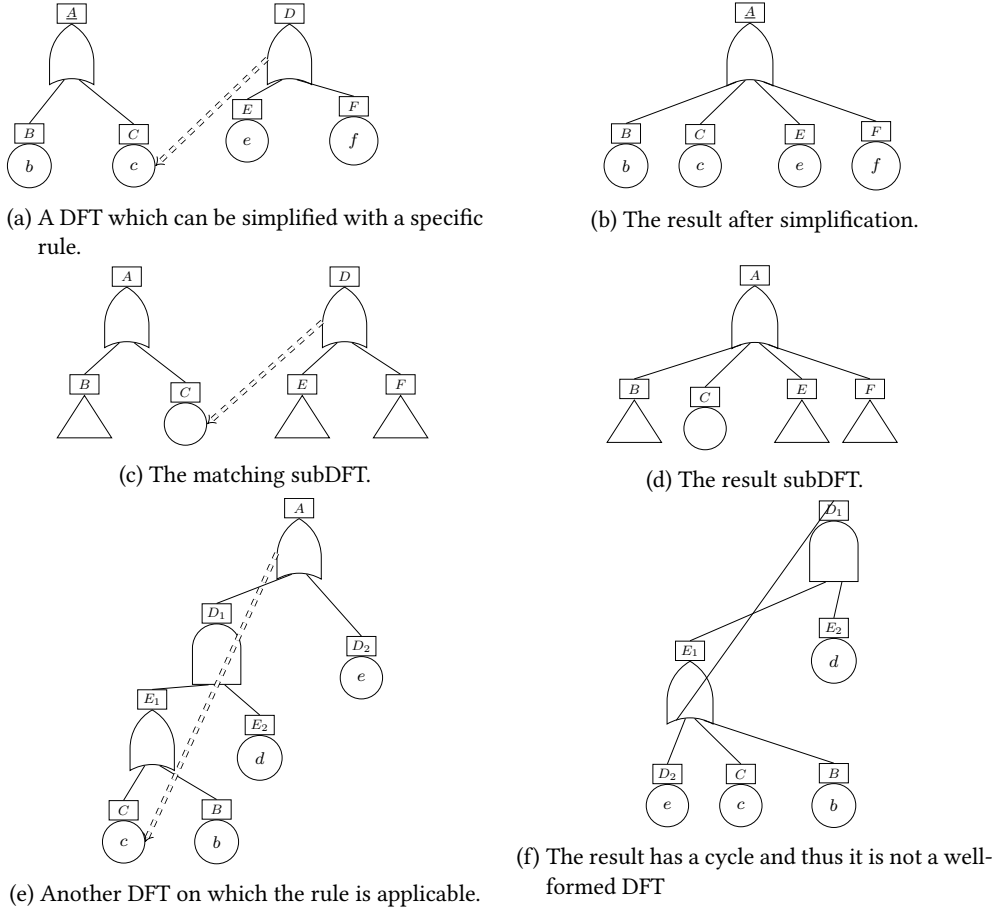 A
D
B
C
E
F
b
c
e
f
(a) A DFT which can be simplified with a specific
rule.
A
B
C
E
F
b
c
e
f
(b) The result after simplification.
A
D
B
C
E
F
(c) The matching subDFT.
A
B
C
E
F
(d) The result subDFT.
A
D₁
D₂
e
E₁
E₂
d
C
B
c
b
(e) Another DFT on which the rule is applicable.
D₁
E₂
d
E₁
D₂
C
B
e
c
b
(f) The result has a cycle and thus it is not a well-
formed DFT